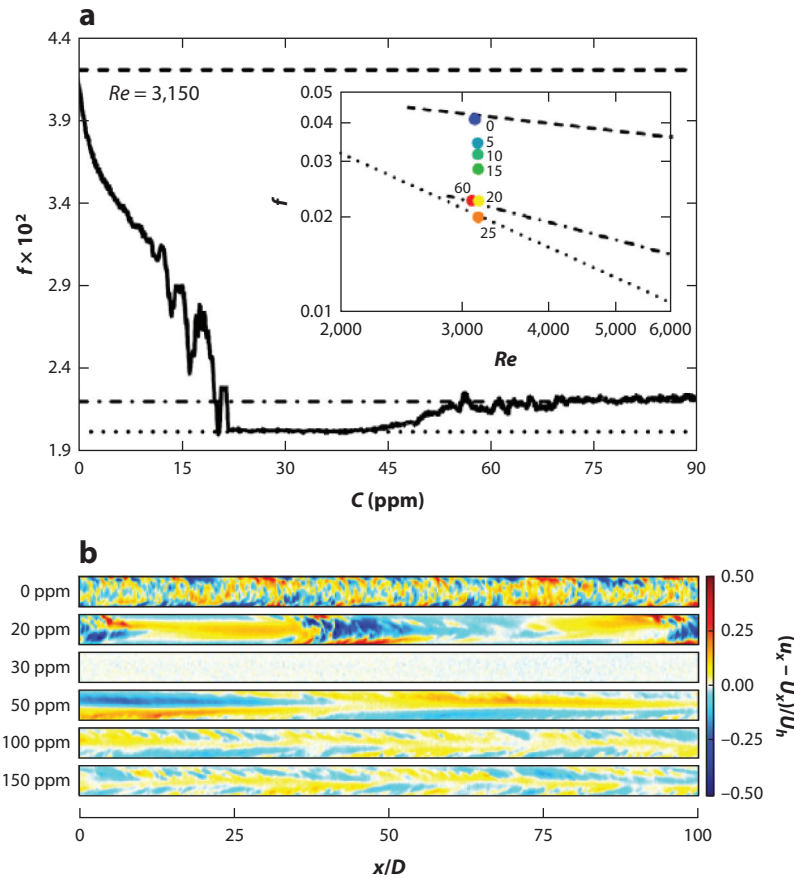 a
4.4
3.9
3.4
2.9
2.4
1.9
f × 10²
Re = 3,150
0.05
0.04
0.03
0.02
0.01
f
0
5
10
15
60
20
25
2,000
3,000
4,000
5,000
6,000
Re
0
15
30
45
60
75
90
C (ppm)
b
0 ppm
20 ppm
30 ppm
50 ppm
100 ppm
150 ppm
0.50
0.25
0.00
–0.25
–0.50
(uₓ – Uₓ)/Uₕ
0
25
50
75
100
x/D